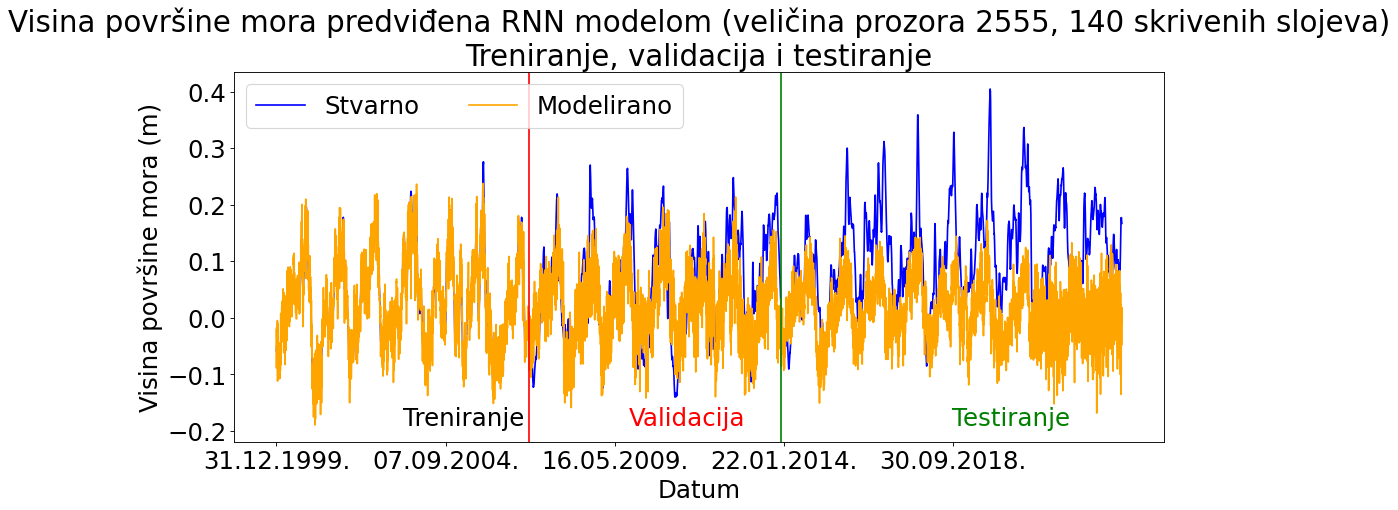 Visina površine mora predviđena RNN modelom (veličina prozora 2555, 140 skrivenih slojeva)
Treniranje, validacija i testiranje
Stvarno
Modelirano
Visina površine mora (m)
0.4
0.3
0.2
0.1
0.0
−0.1
−0.2
Treniranje
Validacija
Testiranje
31.12.1999.
07.09.2004.
16.05.2009.
22.01.2014.
30.09.2018.
Datum